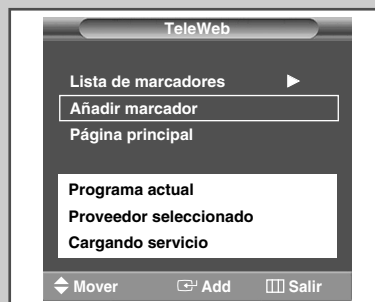 TeleWeb
Lista de marcadores
Añadir marcador
Página principal
Programa actual
Proveedor seleccionado
Cargando servicio
Mover Add Salir